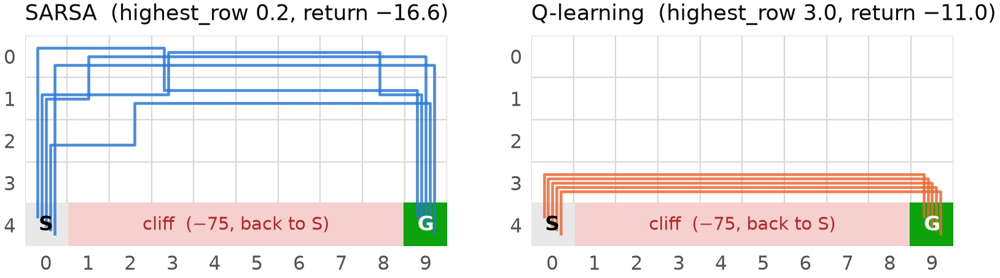 SARSA  (highest_row 0.2, return −16.6)
0
1
2
3
4
S
cliff  (−75, back to S)
G
0 1 2 3 4 5 6 7 8 9
Q-learning  (highest_row 3.0, return −11.0)
0
1
2
3
4
S
cliff  (−75, back to S)
G
0 1 2 3 4 5 6 7 8 9